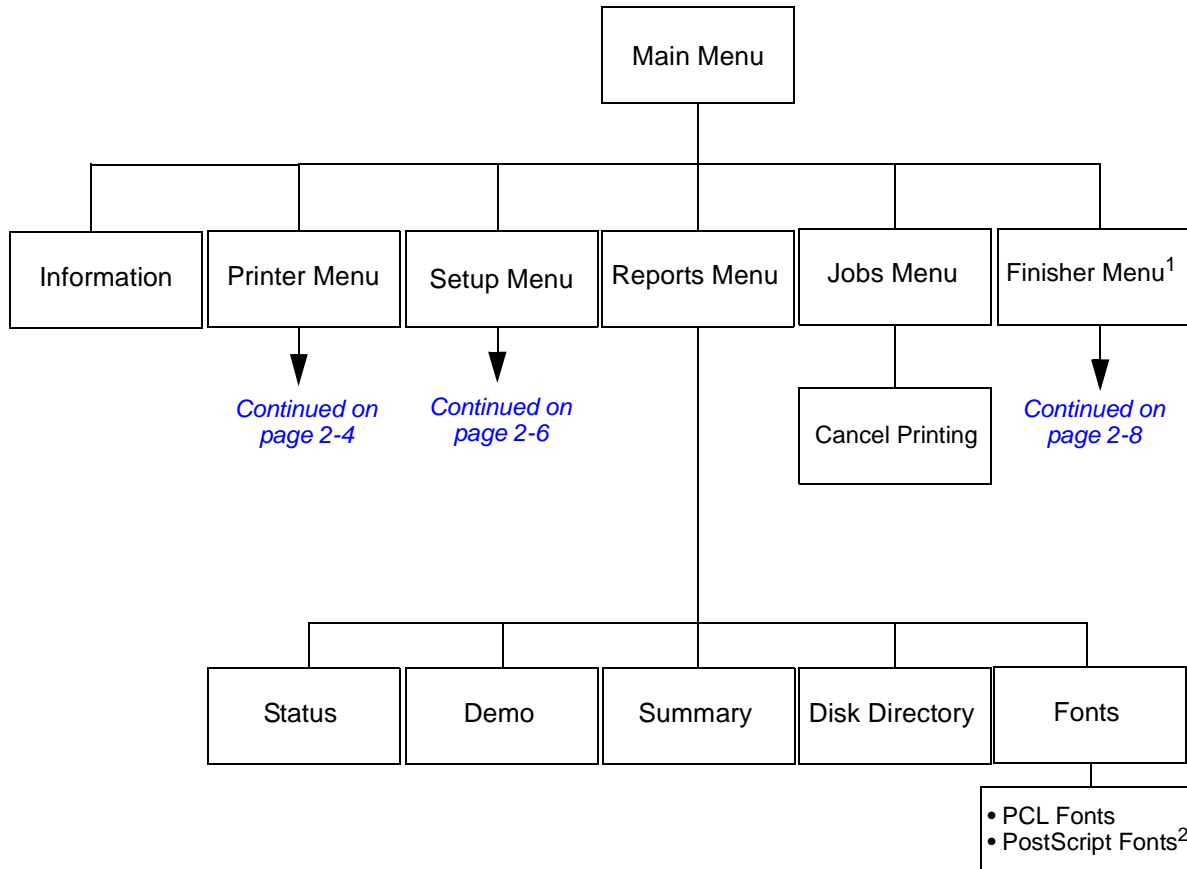 Main Menu
Information
Printer Menu
Setup Menu
Reports Menu
Jobs Menu
Finisher Menu1
Continued on
page 2-4
Continued on
page 2-6
Cancel Printing
Continued on
page 2-8
Status
Demo
Summary
Disk Directory
Fonts
• PCL Fonts
• PostScript Fonts2